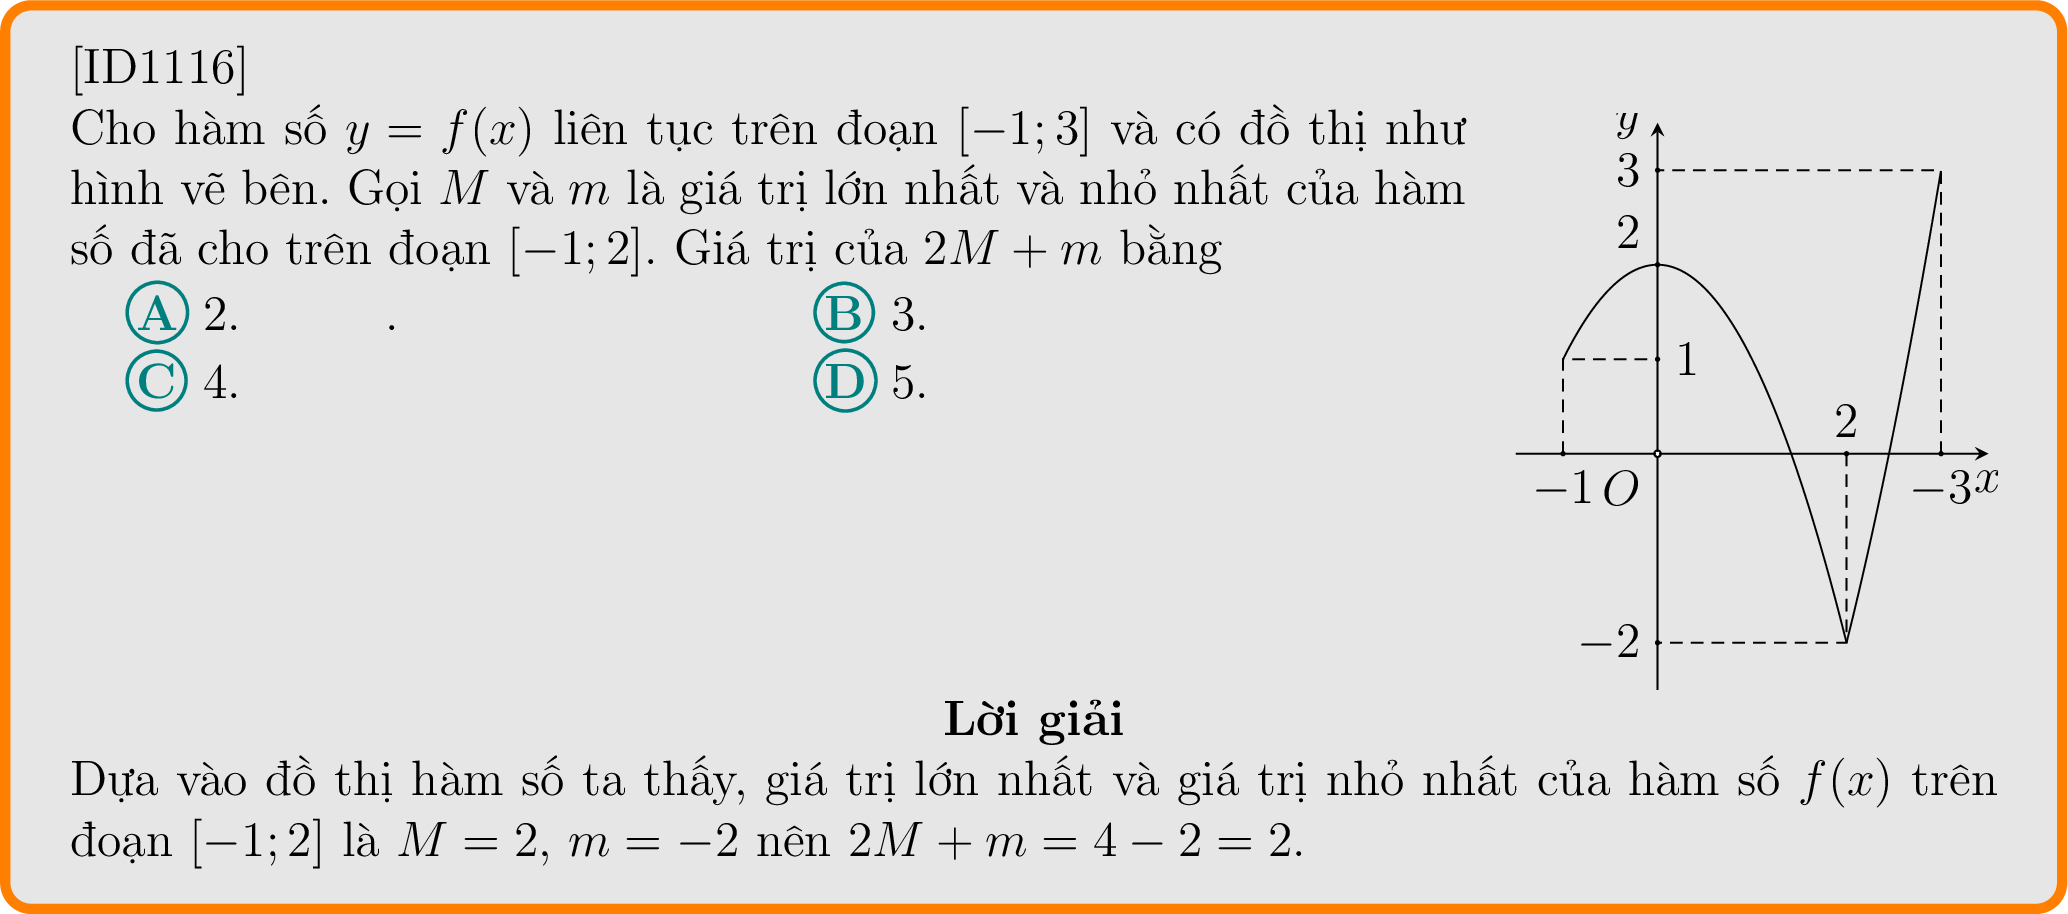 [ID1116]
Cho hàm số y = f(x) liên tục trên đoạn [−1; 3] và có đồ thị như
hình vẽ bên. Gọi M và m là giá trị lớn nhất và nhỏ nhất của hàm
số đã cho trên đoạn [−1; 2]. Giá trị của 2M + m bằng
A 2. .
B 3.
C 4.
D 5.
y
3
2
1
2
−1 O −3 x
−2
Lời giải
Dựa vào đồ thị hàm số ta thấy, giá trị lớn nhất và giá trị nhỏ nhất của hàm số f(x) trên
đoạn [−1; 2] là M = 2, m = −2 nên 2M + m = 4 − 2 = 2.